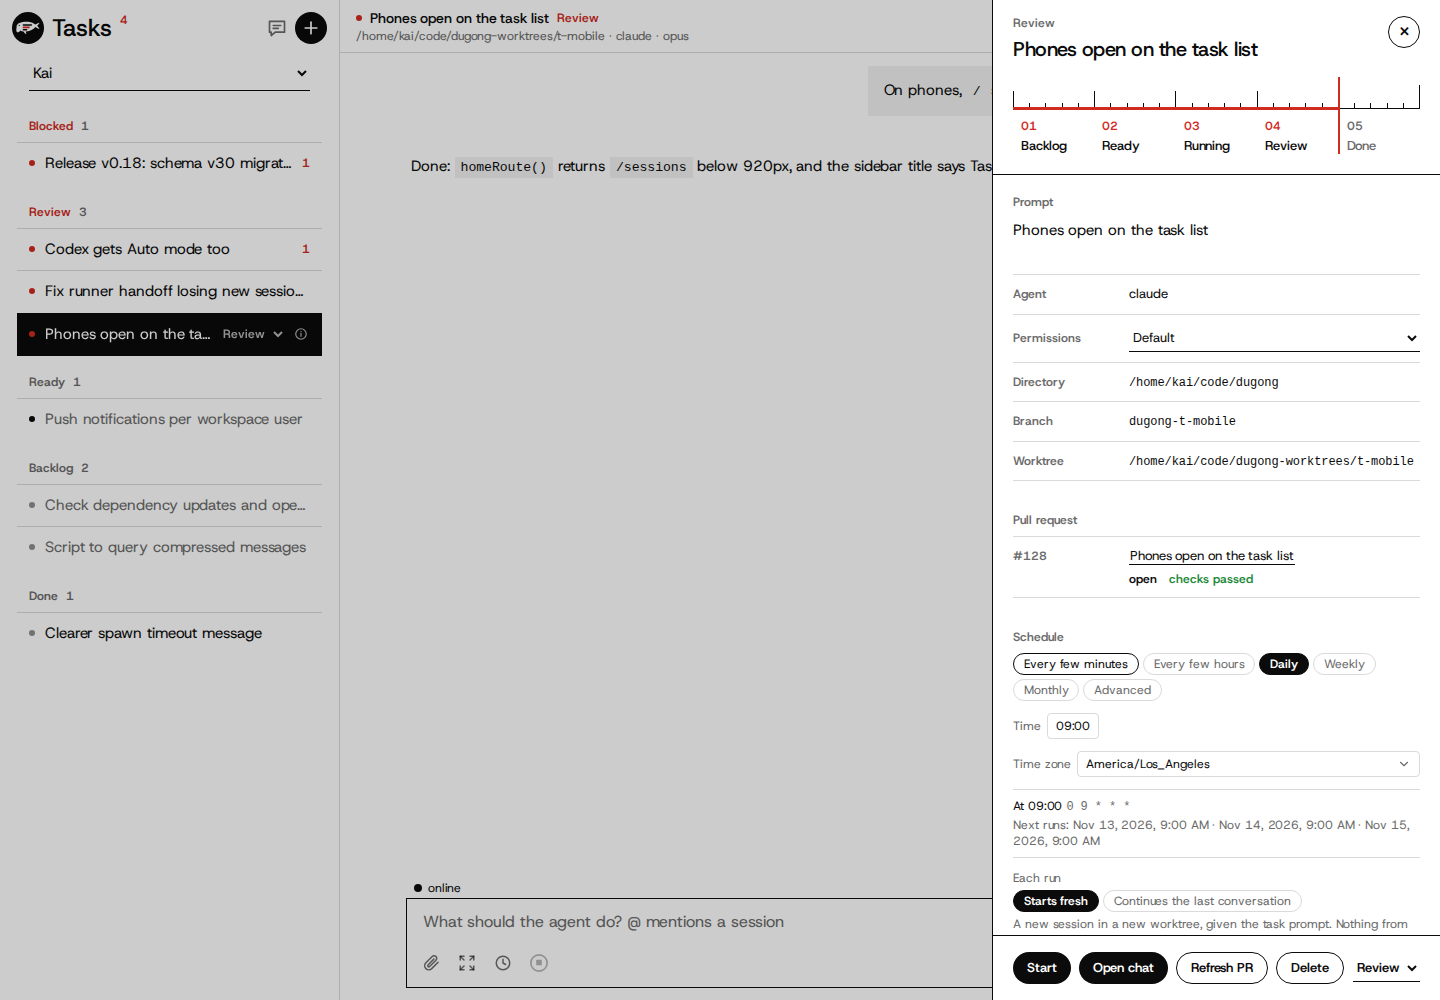 Tasks 4
Kai
Blocked 1
Release v0.18: schema v30 migrat... 1
Review 3
Codex gets Auto mode too 1
Fix runner handoff losing new sessio...
Phones open on the ta... Review
Ready 1
Push notifications per workspace user
Backlog 2
Check dependency updates and ope...
Script to query compressed messages
Done 1
Clearer spawn timeout message
Phones open on the task list Review
/home/kai/code/dugong-worktrees/t-mobile · claude · opus
On phones, /
Done: homeRoute() returns /sessions below 920px, and the sidebar title says Tas
online
What should the agent do? @ mentions a session
Review
Phones open on the task list
01 02 03 04 05
Backlog Ready Running Review Done
Prompt
Phones open on the task list
Agent claude
Permissions Default
Directory /home/kai/code/dugong
Branch dugong-t-mobile
Worktree /home/kai/code/dugong-worktrees/t-mobile
Pull request
#128 Phones open on the task list
open checks passed
Schedule
Every few minutes Every few hours Daily Weekly
Monthly Advanced
Time 09:00
Time zone America/Los_Angeles
At 09:00 0 9 * * *
Next runs: Nov 13, 2026, 9:00 AM · Nov 14, 2026, 9:00 AM · Nov 15,
2026, 9:00 AM
Each run
Starts fresh Continues the last conversation
A new session in a new worktree, given the task prompt. Nothing from
Start Open chat Refresh PR Delete Review